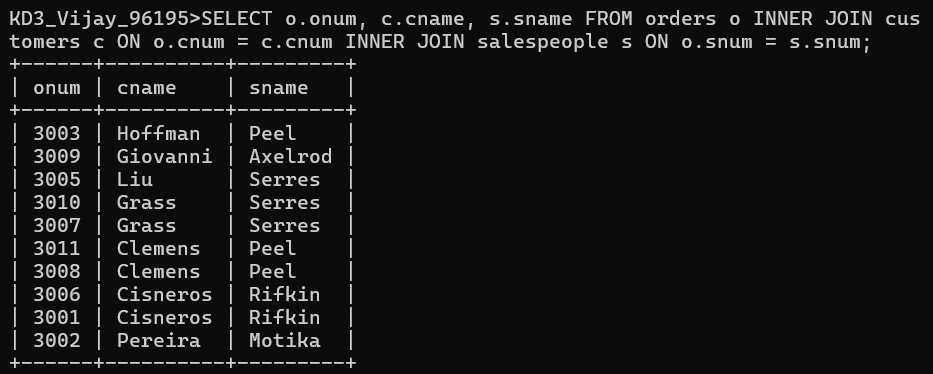 KD3_Vijay_96195>SELECT o.onum, c.cname, s.sname FROM orders o INNER JOIN cus
tomers c ON o.cnum = c.cnum INNER JOIN salespeople s ON o.snum = s.snum;
+------+----------+---------+
| onum | cname    | sname   |
+------+----------+---------+
| 3003 | Hoffman  | Peel    |
| 3009 | Giovanni | Axelrod |
| 3005 | Liu      | Serres  |
| 3010 | Grass    | Serres  |
| 3007 | Grass    | Serres  |
| 3011 | Clemens  | Peel    |
| 3008 | Clemens  | Peel    |
| 3006 | Cisneros | Rifkin  |
| 3001 | Cisneros | Rifkin  |
| 3002 | Pereira  | Motika  |
+------+----------+---------+